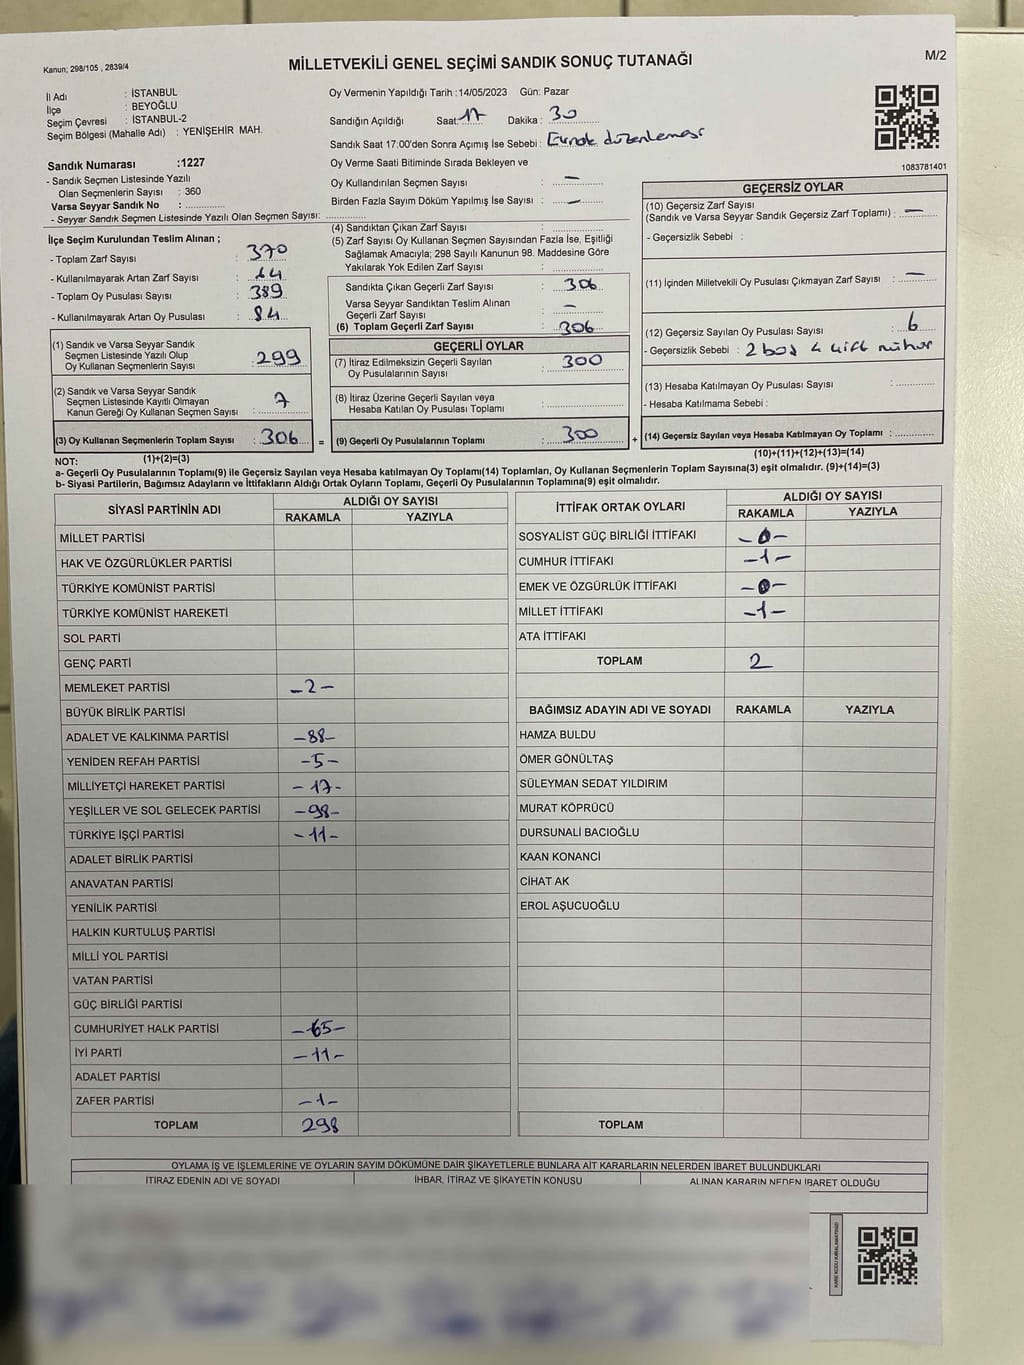 Kanun; 298/105 , 2839/4
MİLLETVEKİLİ GENEL SEÇİMİ SANDIK SONUÇ TUTANAĞI
M/2
İl Adı : İSTANBUL
İlçe : BEYOĞLU
Seçim Çevresi : İSTANBUL-2
Seçim Bölgesi (Mahalle Adı) : YENİŞEHİR MAH.
Sandık Numarası :1227
- Sandık Seçmen Listesinde Yazılı
Olan Seçmenlerin Sayısı : 360
Varsa Seyyar Sandık No :
- Seyyar Sandık Seçmen Listesinde Yazılı Olan Seçmen Sayısı:
Oy Vermenin Yapıldığı Tarih :14/05/2023 Gün: Pazar
Sandığın Açıldığı Saat: 17 Dakika : 30
Sandık Saat 17:00'den Sonra Açımış İse Sebebi : Evrak düzenlemesi
Oy Verme Saati Bitiminde Sırada Bekleyen ve
Oy Kullandırılan Seçmen Sayısı : —
Birden Fazla Sayım Döküm Yapılmış İse Sayısı : —
1083781401
İlçe Seçim Kurulundan Teslim Alınan ;
- Toplam Zarf Sayısı : 370
- Kullanılmayarak Artan Zarf Sayısı : 64
- Toplam Oy Pusulası Sayısı : 389
- Kullanılmayarak Artan Oy Pusulası : 84
(1) Sandık ve Varsa Seyyar Sandık
Seçmen Listesinde Yazılı Olup
Oy Kullanan Seçmenlerin Sayısı : 299
(2) Sandık ve Varsa Seyyar Sandık
Seçmen Listesinde Kayıtlı Olmayan
Kanun Gereği Oy Kullanan Seçmen Sayısı : 7
(3) Oy Kullanan Seçmenlerin Toplam Sayısı : 306 =
(1)+(2)=(3)
(4) Sandıktan Çıkan Zarf Sayısı :
(5) Zarf Sayısı Oy Kullanan Seçmen Sayısından Fazla İse, Eşitliği
Sağlamak Amacıyla; 298 Sayılı Kanunun 98. Maddesine Göre
Yakılarak Yok Edilen Zarf Sayısı :
Sandıkta Çıkan Geçerli Zarf Sayısı : 306
Varsa Seyyar Sandıktan Teslim Alınan
Geçerli Zarf Sayısı : —
(6) Toplam Geçerli Zarf Sayısı : 306
GEÇERLİ OYLAR
(7) İtiraz Edilmeksizin Geçerli Sayılan
Oy Pusulalarının Sayısı : 300
(8) İtiraz Üzerine Geçerli Sayılan veya
Hesaba Katılan Oy Pusulası Toplamı :
(9) Geçerli Oy Pusulalarının Toplamı : 300 +
GEÇERSİZ OYLAR
(10) Geçersiz Zarf Sayısı
(Sandık ve Varsa Seyyar Sandık Geçersiz Zarf Toplamı) : —
- Geçersizlik Sebebi :
(11) İçinden Milletvekili Oy Pusulası Çıkmayan Zarf Sayısı : —
(12) Geçersiz Sayılan Oy Pusulası Sayısı : 6
- Geçersizlik Sebebi : 2 boş 4 çift mühür
(13) Hesaba Katılmayan Oy Pusulası Sayısı :
- Hesaba Katılmama Sebebi :
(14) Geçersiz Sayılan veya Hesaba Katılmayan Oy Toplamı :
(10)+(11)+(12)+(13)=(14)
NOT:
a- Geçerli Oy Pusulalarının Toplamı(9) ile Geçersiz Sayılan veya Hesaba katılmayan Oy Toplamı(14) Toplamları, Oy Kullanan Seçmenlerin Toplam Sayısına(3) eşit olmalıdır. (9)+(14)=(3)
b- Siyasi Partilerin, Bağımsız Adayların ve İttifakların Aldığı Ortak Oyların Toplamı, Geçerli Oy Pusulalarının Toplamına(9) eşit olmalıdır.
SİYASİ PARTİNİN ADI ALDIĞI OY SAYISI
RAKAMLA YAZIYLA
MİLLET PARTİSİ
HAK VE ÖZGÜRLÜKLER PARTİSİ
TÜRKİYE KOMÜNİST PARTİSİ
TÜRKİYE KOMÜNİST HAREKETİ
SOL PARTİ
GENÇ PARTİ
MEMLEKET PARTİSİ -2-
BÜYÜK BİRLİK PARTİSİ
ADALET VE KALKINMA PARTİSİ -88-
YENİDEN REFAH PARTİSİ -5-
MİLLİYETÇİ HAREKET PARTİSİ -17-
YEŞİLLER VE SOL GELECEK PARTİSİ -98-
TÜRKİYE İŞÇİ PARTİSİ -11-
ADALET BİRLİK PARTİSİ
ANAVATAN PARTİSİ
YENİLİK PARTİSİ
HALKIN KURTULUŞ PARTİSİ
MİLLİ YOL PARTİSİ
VATAN PARTİSİ
GÜÇ BİRLİĞİ PARTİSİ
CUMHURİYET HALK PARTİSİ -65-
İYİ PARTİ -11-
ADALET PARTİSİ
ZAFER PARTİSİ -1-
TOPLAM 298
İTTİFAK ORTAK OYLARI ALDIĞI OY SAYISI
RAKAMLA YAZIYLA
SOSYALİST GÜÇ BİRLİĞİ İTTİFAKI -0-
CUMHUR İTTİFAKI -1-
EMEK VE ÖZGÜRLÜK İTTİFAKI -0-
MİLLET İTTİFAKI -1-
ATA İTTİFAKI
TOPLAM 2
BAĞIMSIZ ADAYIN ADI VE SOYADI RAKAMLA YAZIYLA
HAMZA BULDU
ÖMER GÖNÜLTAŞ
SÜLEYMAN SEDAT YILDIRIM
MURAT KÖPRÜCÜ
DURSUNALİ BACIOĞLU
KAAN KONANCİ
CİHAT AK
EROL AŞUCUOĞLU
TOPLAM
OYLAMA İŞ VE İŞLEMLERİNE VE OYLARIN SAYIM DÖKÜMÜNE DAİR ŞİKAYETLERLE BUNLARA AİT KARARLARIN NELERDEN İBARET BULUNDUKLARI
İTİRAZ EDENİN ADI VE SOYADI İHBAR, İTİRAZ VE ŞİKAYETİN KONUSU ALINAN KARARIN NEDEN İBARET OLDUĞU
KARE KODU KARALAMAYINIZ!